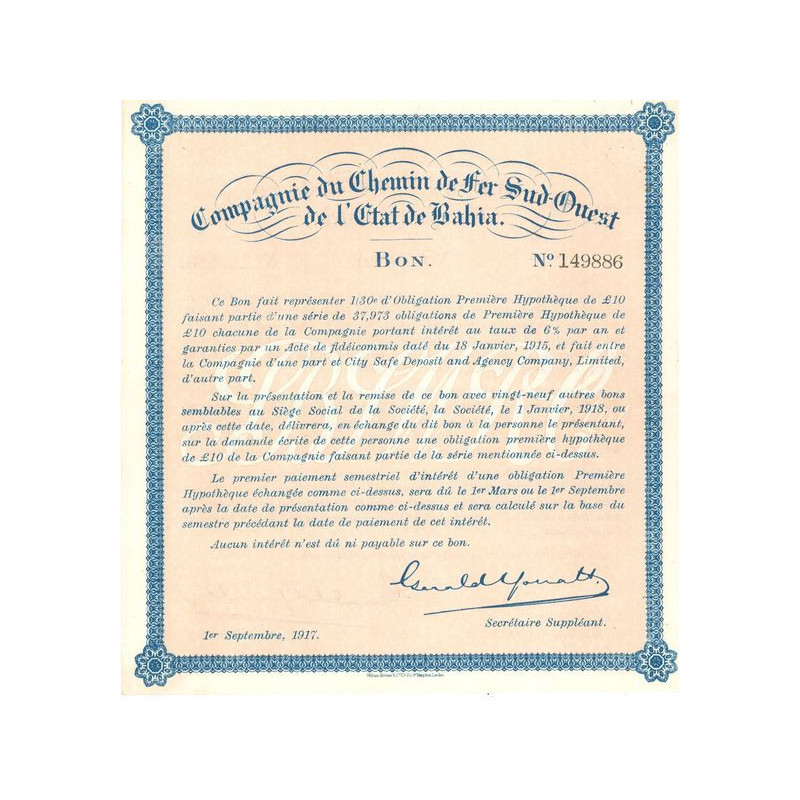 Compagnie du Chemin de Fer Sud-Ouest
de l'Etat de Bahia.
BON. Nº 149886
Ce Bon fait représenter 1/30e d'Obligation Première Hypothèque de £10
faisant partie d'une série de 37,973 obligations de Première Hypothèque de
£10 chacune de la Compagnie portant intérêt au taux de 6% par an et
garanties par un Acte de fidéicommis daté du 18 Janvier, 1915, et fait entre
la Compagnie d'une part et City Safe Deposit and Agency Company, Limited,
d'autre part.
Sur la présentation et la remise de ce bon avec vingt-neuf autres bons
semblables au Siège Social de la Société, la Société, le 1 Janvier, 1918, ou
après cette date, délivrera, en échange du dit bon à la personne le présentant,
sur la demande écrite de cette personne une obligation première hypothèque
de £10 de la Compagnie faisant partie de la série mentionnée ci-dessus.
Le premier paiement semestriel d'intérêt d'une obligation Première
Hypothèque échangée comme ci-dessus, sera dû le 1er Mars ou le 1er Septembre
après la date de présentation comme ci-dessus et sera calculé sur la base du
semestre précédant la date de paiement de cet intérêt.
Aucun intérêt n'est dû ni payable sur ce bon.
Gerald
Secrétaire Suppléant.
1er Septembre, 1917.